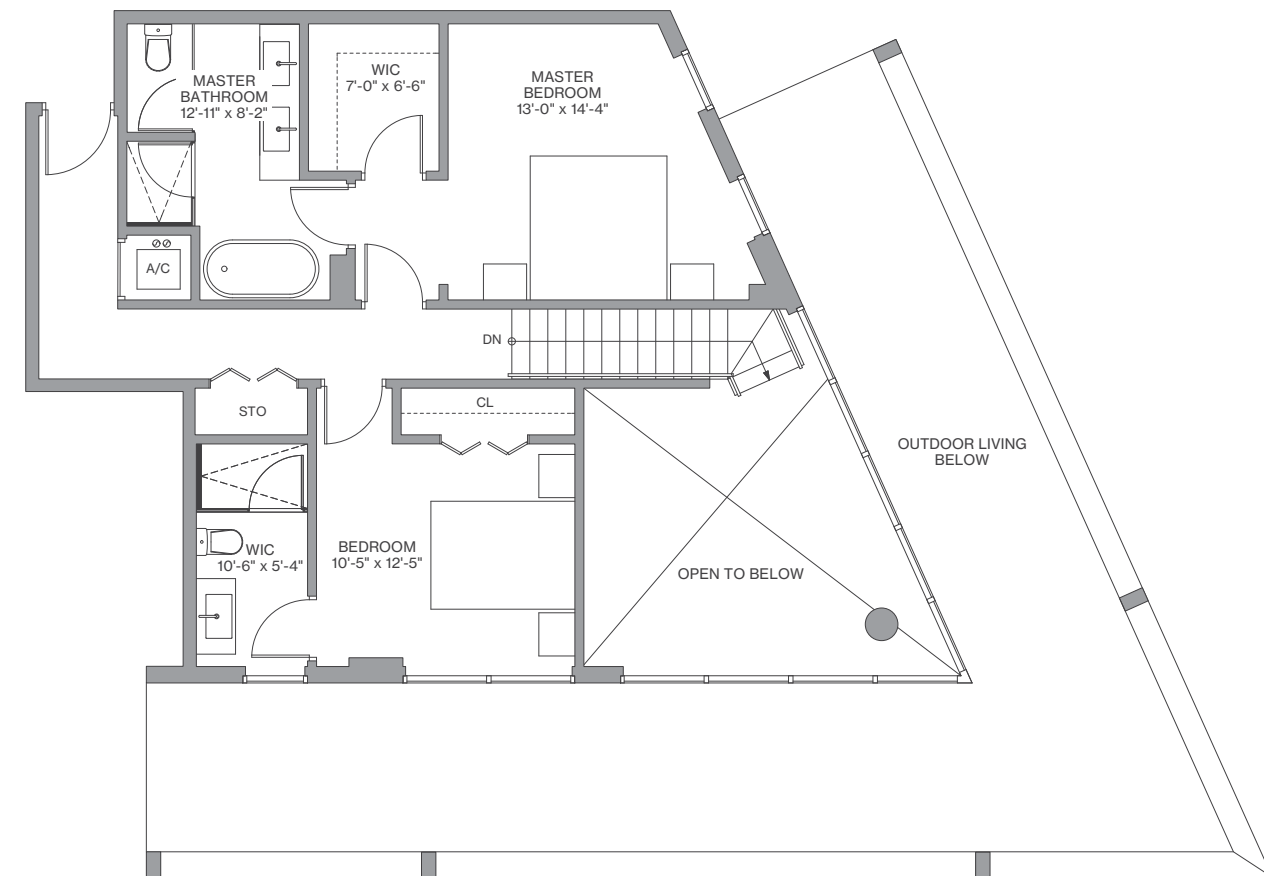 MASTER
BATHROOM
12'-11" x 8'-2"
WIC
7'-0" x 6'-6"
MASTER
BEDROOM
13'-0" x 14'-4"
A/C
DN
STO
CL
OUTDOOR LIVING
BELOW
WIC
10'-6" x 5'-4"
BEDROOM
10'-5" x 12'-5"
OPEN TO BELOW